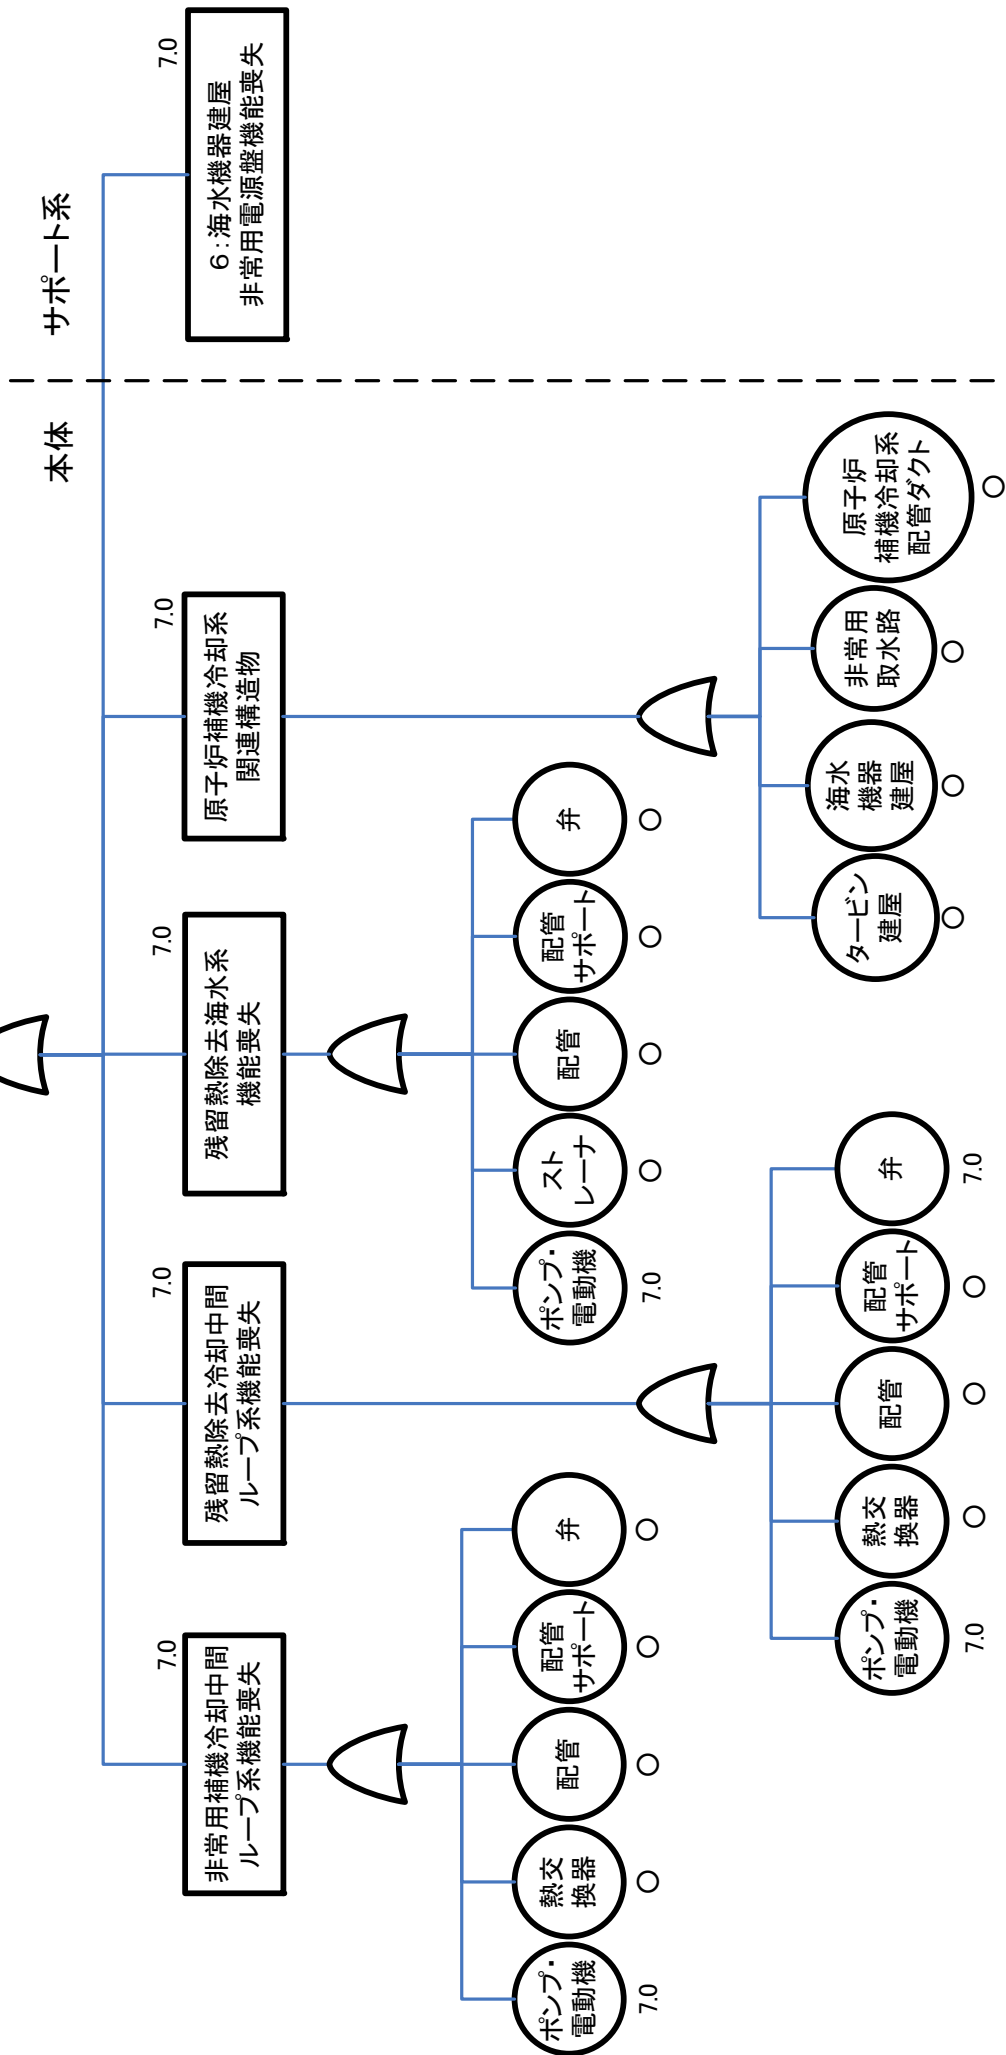 本体
サポート系
7.0
非常用補機冷却中間
ループ系機能喪失
7.0
残留熱除去冷却中間
ループ系機能喪失
7.0
残留熱除去海水系
機能喪失
7.0
原子炉補機冷却系
関連構造物
7.0
6:海水機器建屋
非常用電源盤機能喪失
ポンプ・
電動機
7.0
熱交
換器
○
配管
○
配管
サポート
○
弁
○
ポンプ・
電動機
7.0
スト
レーナ
○
配管
○
配管
サポート
○
弁
○
ポンプ・
電動機
7.0
熱交
換器
○
配管
○
配管
サポート
○
弁
7.0
タービン
建屋
○
海水
機器
建屋
○
非常用
取水路
○
原子炉
補機冷却系
配管ダクト
○